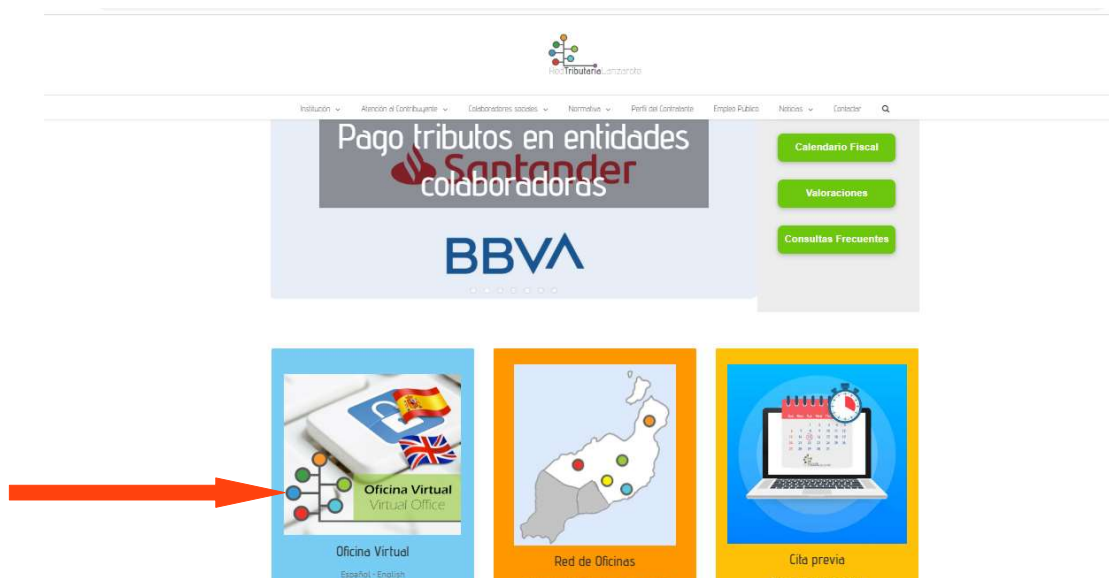 RedTributariaLanzarote
Institución Atención al Contribuyente Colaboradores sociales Normativa Perfil del Contratante Empleo Público Noticias Contactar
Pago tributos en entidades
colaboradoras
Santander
BBVA
Calendario Fiscal
Valoraciones
Consultas Frecuentes
Oficina Virtual
Virtual Office
Oficina Virtual
Español - English
Red de Oficinas
Cita previa